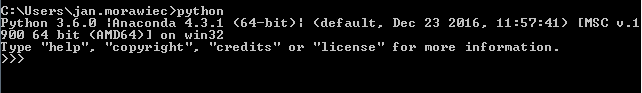 C:\Users\jan.morawiec>python
Python 3.6.0 |Anaconda 4.3.1 (64-bit)| (default, Dec 23 2016, 11:57:41) [MSC v.1
900 64 bit (AMD64)] on win32
Type "help", "copyright", "credits" or "license" for more information.
>>>